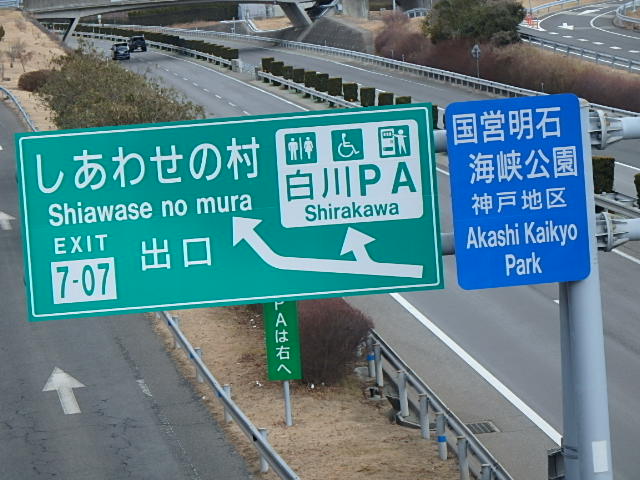 しあわせの村
Shiawase no mura
EXIT
7-07
出口
白川PA
Shirakawa
国営明石
海峡公園
神戸地区
Akashi Kaikyo
Park
PAは右へ